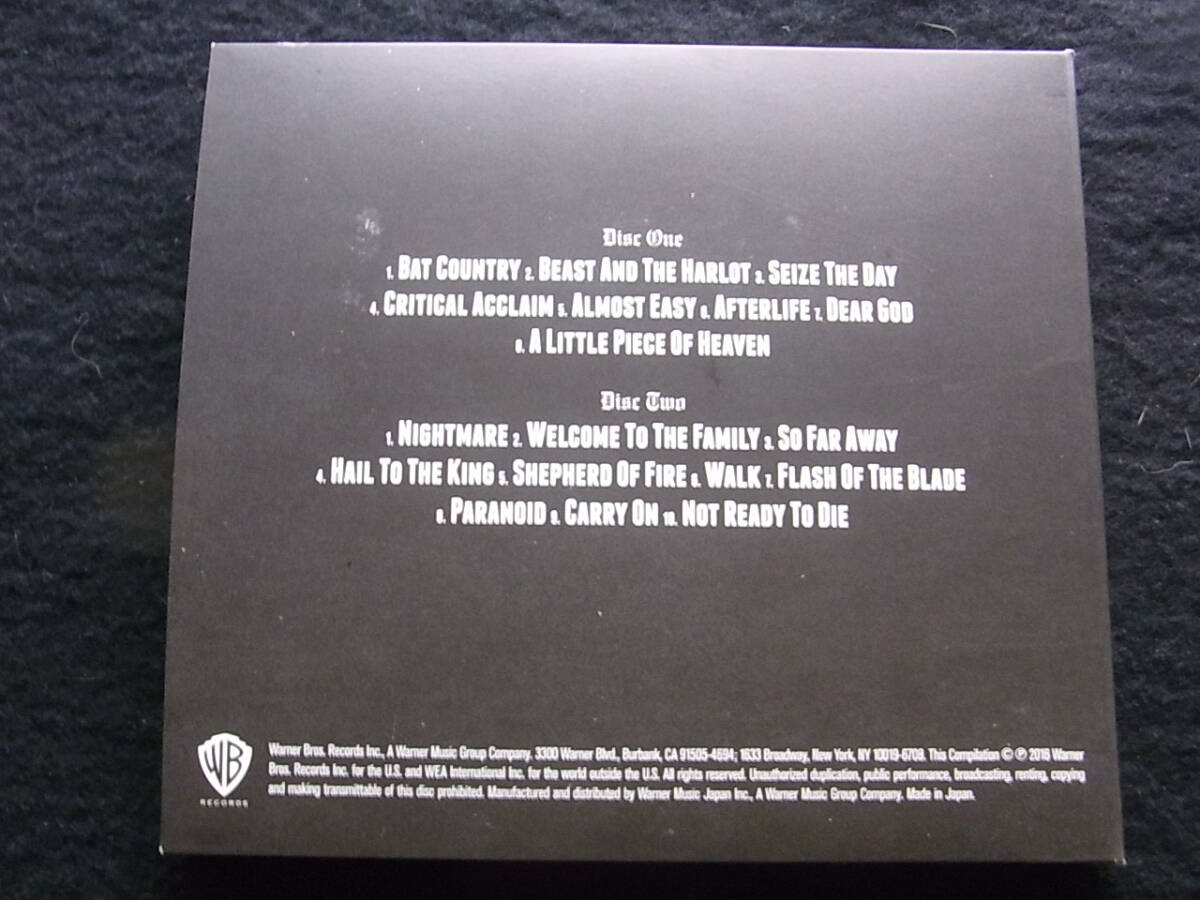 Disc One
1. BAT COUNTRY 2. BEAST AND THE HARLOT 3. SEIZE THE DAY
4. CRITICAL ACCLAIM 5. ALMOST EASY 6. AFTERLIFE 7. DEAR GOD
8. A LITTLE PIECE OF HEAVEN
Disc Two
1. NIGHTMARE 2. WELCOME TO THE FAMILY 3. SO FAR AWAY
4. HAIL TO THE KING 5. SHEPHERD OF FIRE 6. WALK 7. FLASH OF THE BLADE
8. PARANOID 9. CARRY ON 10. NOT READY TO DIE
WB
RECORDS
Warner Bros. Records Inc., A Warner Music Group Company, 3300 Warner Blvd., Burbank, CA 91505-4694; 1633 Broadway, New York, NY 10019-6708. This Compilation © ℗ 2016 Warner
Bros. Records Inc. for the U.S. and WEA International Inc. for the world outside the U.S. All rights reserved. Unauthorized duplication, public performance, broadcasting, renting, copying
and making transmittable of this disc prohibited. Manufactured and distributed by Warner Music Japan Inc., A Warner Music Group Company. Made in Japan.